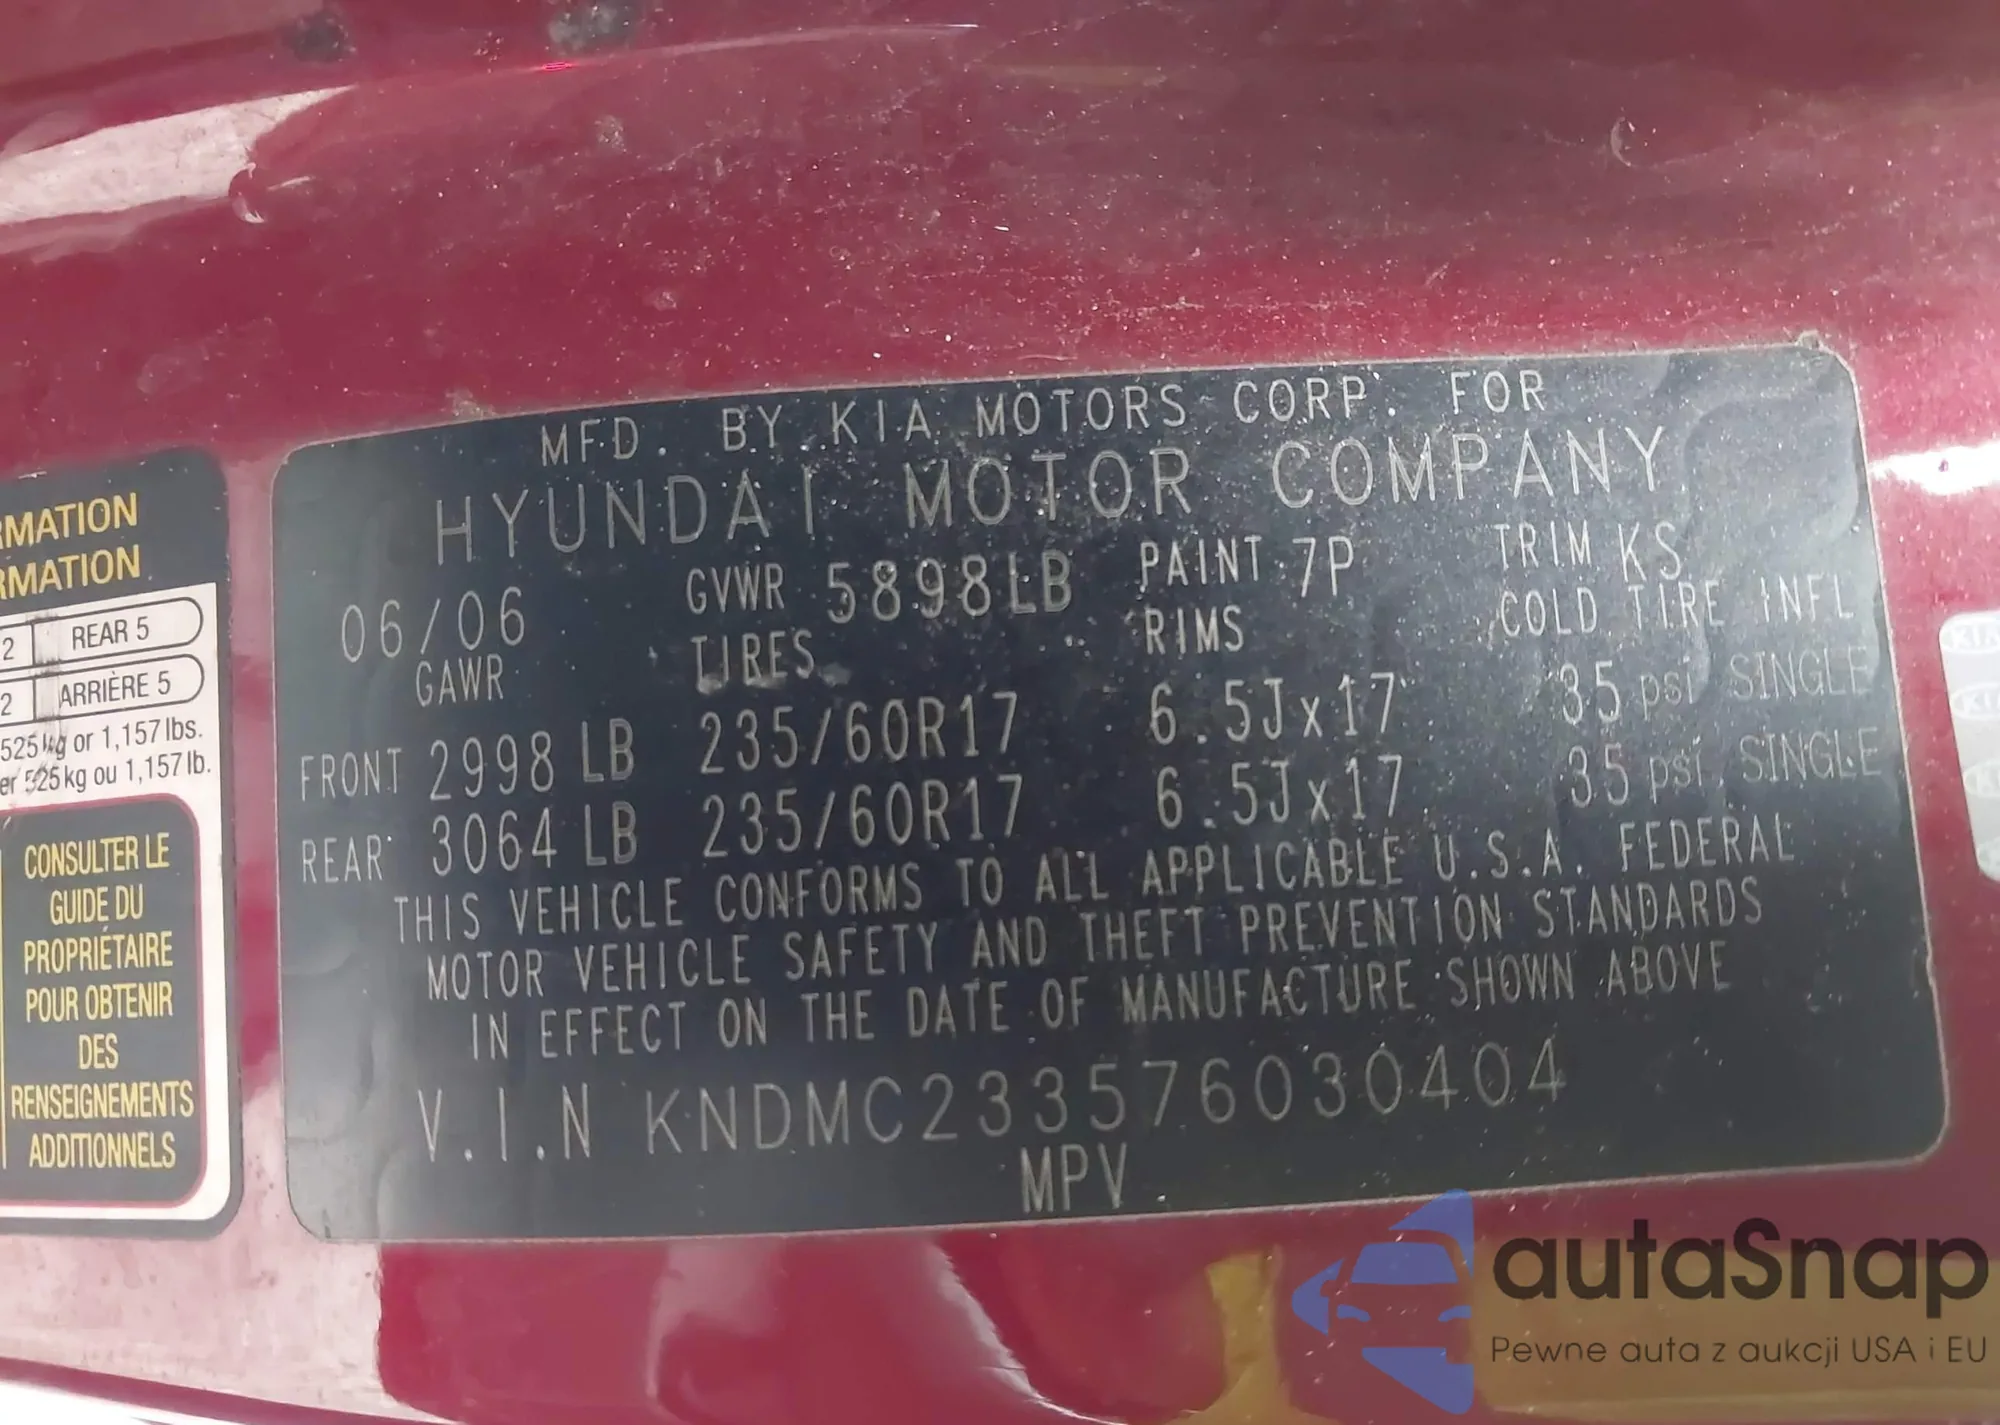 MFD. BY KIA MOTORS CORP. FOR
HYUNDAI MOTOR COMPANY
06/06 GVWR 5898LB PAINT 7P TRIM KS
GAWR TIRES RIMS COLD TIRE INFL
FRONT 2998 LB 235/60R17 6.5Jx17 35 psi SINGLE
REAR 3064 LB 235/60R17 6.5Jx17 35 psi SINGLE
THIS VEHICLE CONFORMS TO ALL APPLICABLE U.S.A. FEDERAL
MOTOR VEHICLE SAFETY AND THEFT PREVENTION STANDARDS
IN EFFECT ON THE DATE OF MANUFACTURE SHOWN ABOVE
V.I.N KNDMC233576030404
MPV
RMATION
RMATION
2 REAR 5
2 ARRIÈRE 5
525 kg or 1,157 lbs.
er 525 kg ou 1,157 lb.
CONSULTER LE
GUIDE DU
PROPRIÉTAIRE
POUR OBTENIR
DES
RENSEIGNEMENTS
ADDITIONNELS
KIA
autaSnap
Pewne auta z aukcji USA i EU